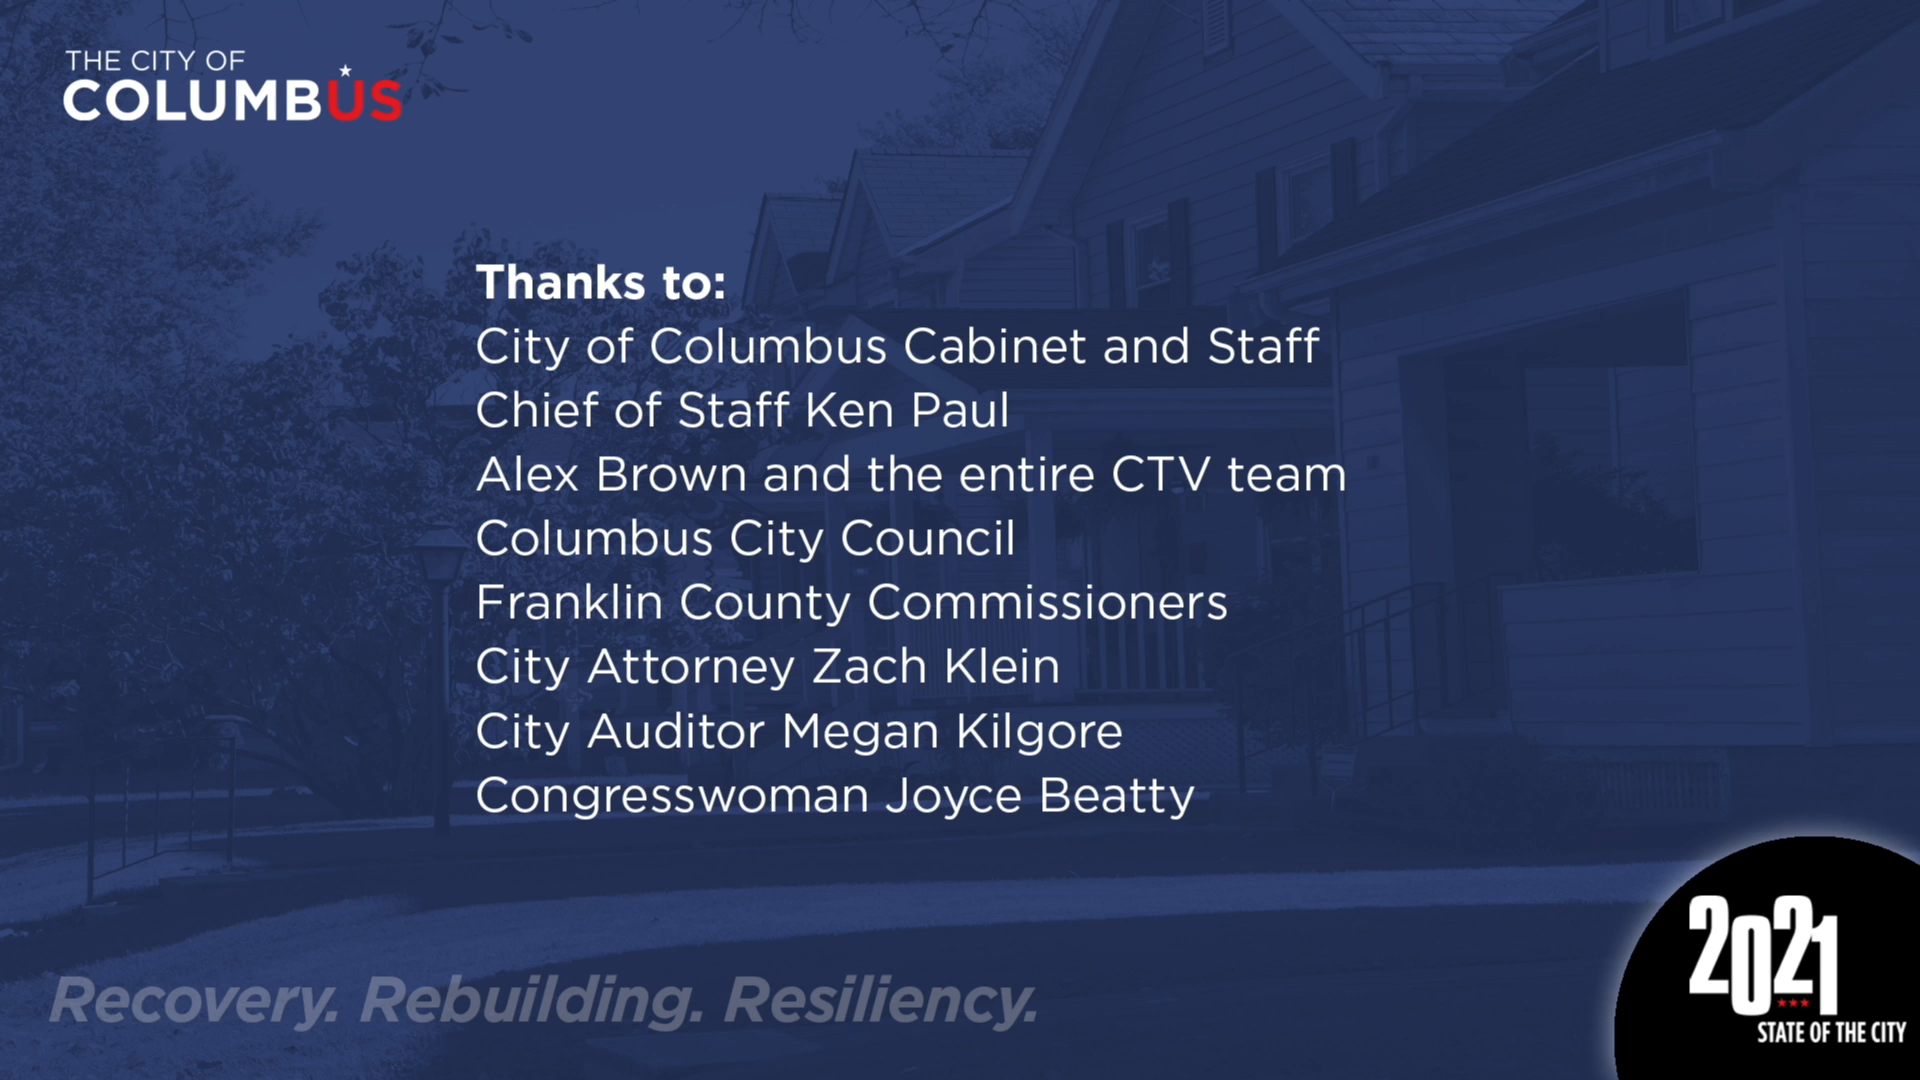 THE CITY OF
COLUMBUS
Thanks to:
City of Columbus Cabinet and Staff
Chief of Staff Ken Paul
Alex Brown and the entire CTV team
Columbus City Council
Franklin County Commissioners
City Attorney Zach Klein
City Auditor Megan Kilgore
Congresswoman Joyce Beatty
Recovery. Rebuilding. Resiliency.
2021
STATE OF THE CITY